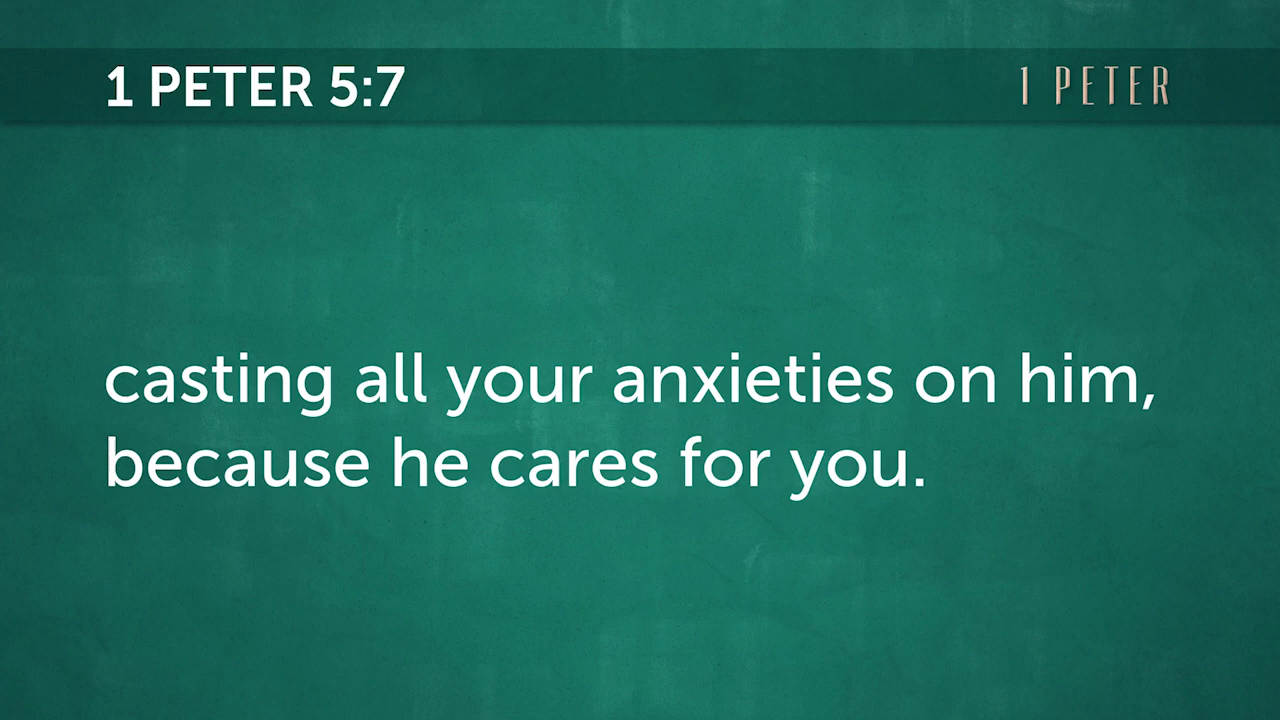 1 PETER 5:7
1 PETER
casting all your anxieties on him,
because he cares for you.